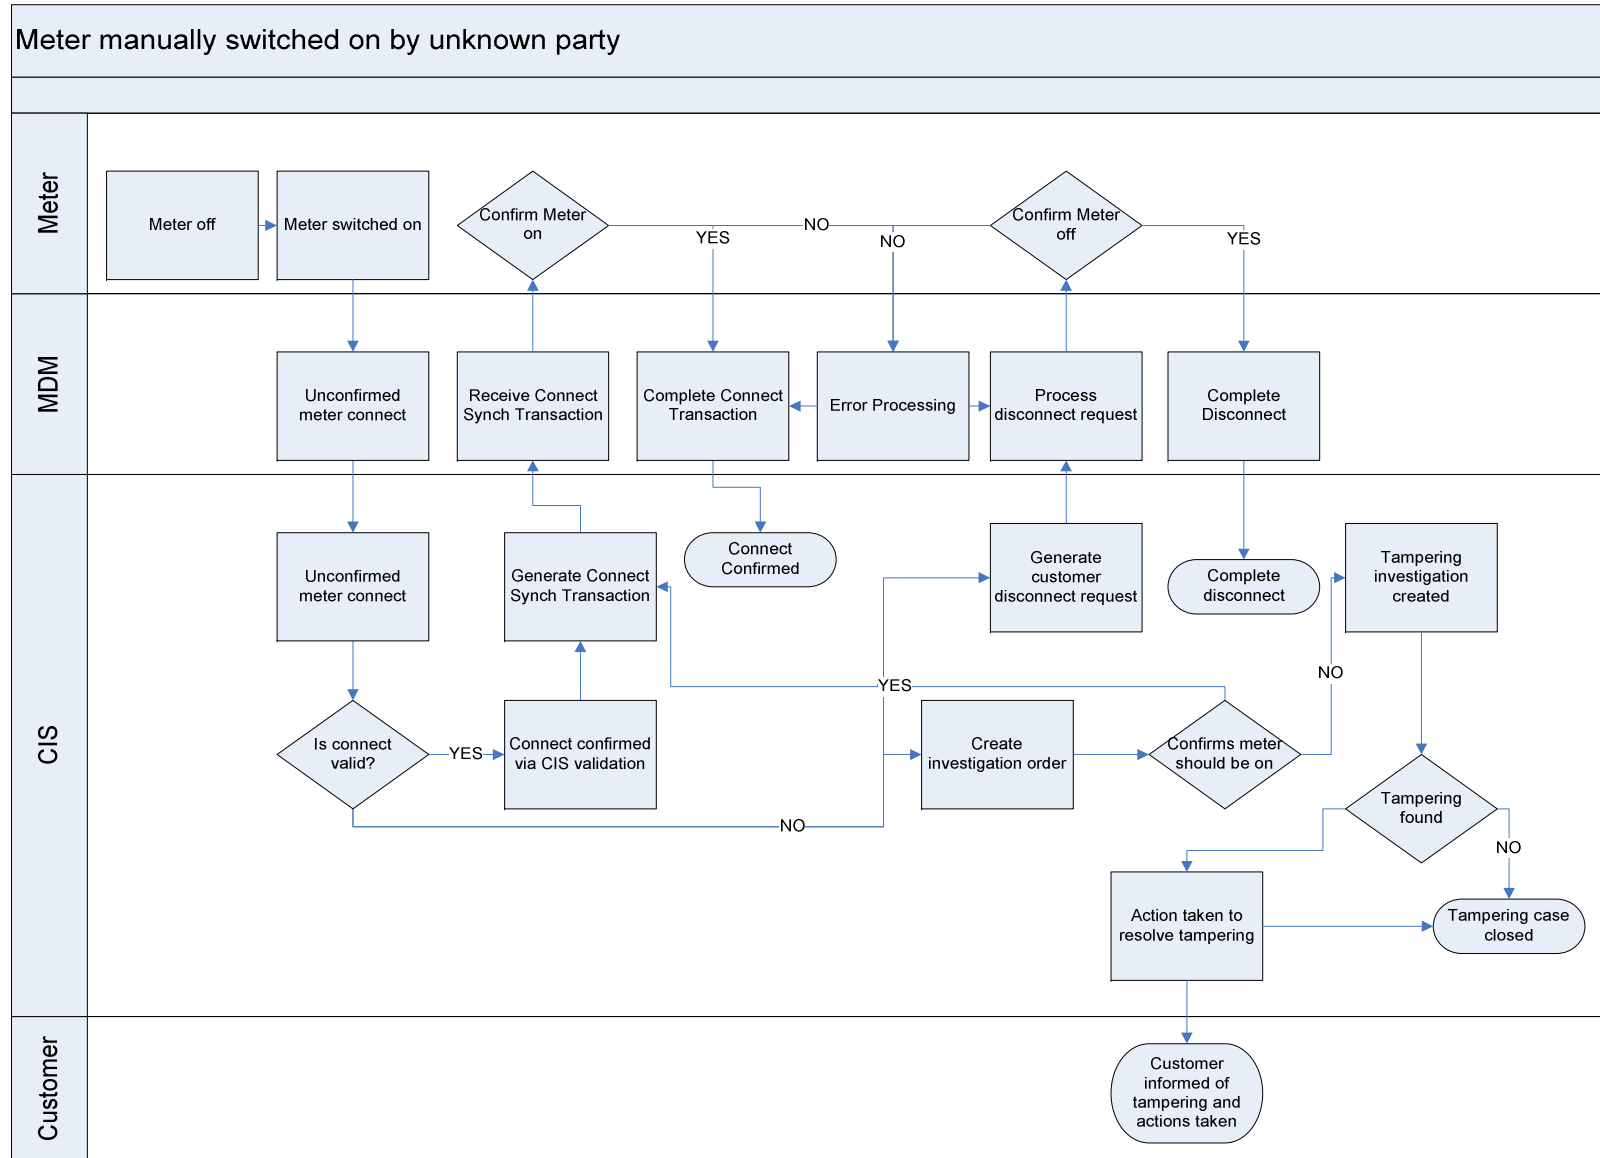 Meter manually switched on by unknown party
Meter
Meter off
Meter switched on
Confirm Meter
on
YES
NO
NO
Confirm Meter
off
YES
MDM
Unconfirmed
meter connect
Receive Connect
Synch Transaction
Complete Connect
Transaction
Error Processing
Process
disconnect request
Complete
Disconnect
CIS
Unconfirmed
meter connect
Generate Connect
Synch Transaction
Connect
Confirmed
Generate
customer
disconnect request
Complete
disconnect
Tampering
investigation
created
NO
YES
Is connect
valid?
YES
Connect confirmed
via CIS validation
Create
investigation order
Confirms meter
should be on
NO
Tampering
found
NO
Action taken to
resolve tampering
Tampering case
closed
Customer
Customer
informed of
tampering and
actions taken